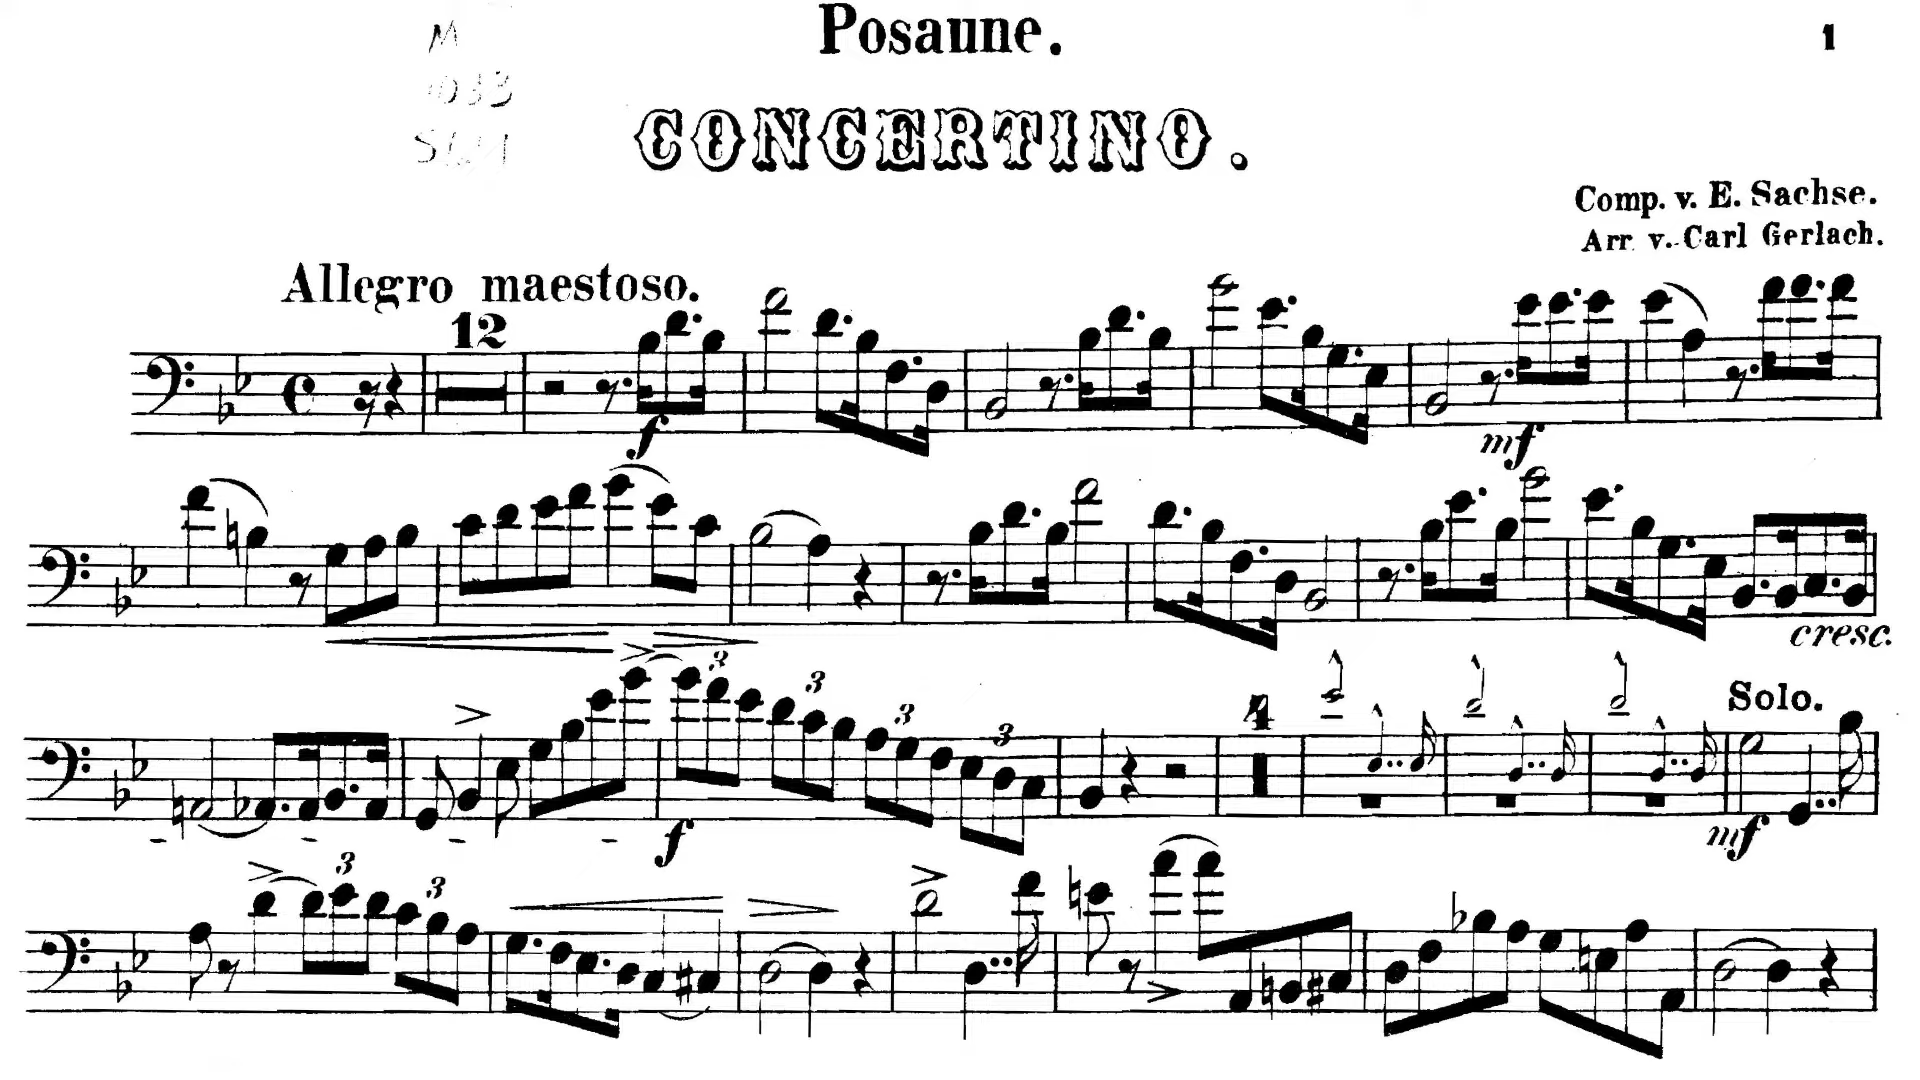 Posaune.
1
M
1033
CONCERTINO.
Comp. v. E. Sachse.
Arr. v. Carl Gerlach.
Allegro maestoso.
12
f
mf
cresc.
3 3 3 3
4
Solo.
f
mf
3 3